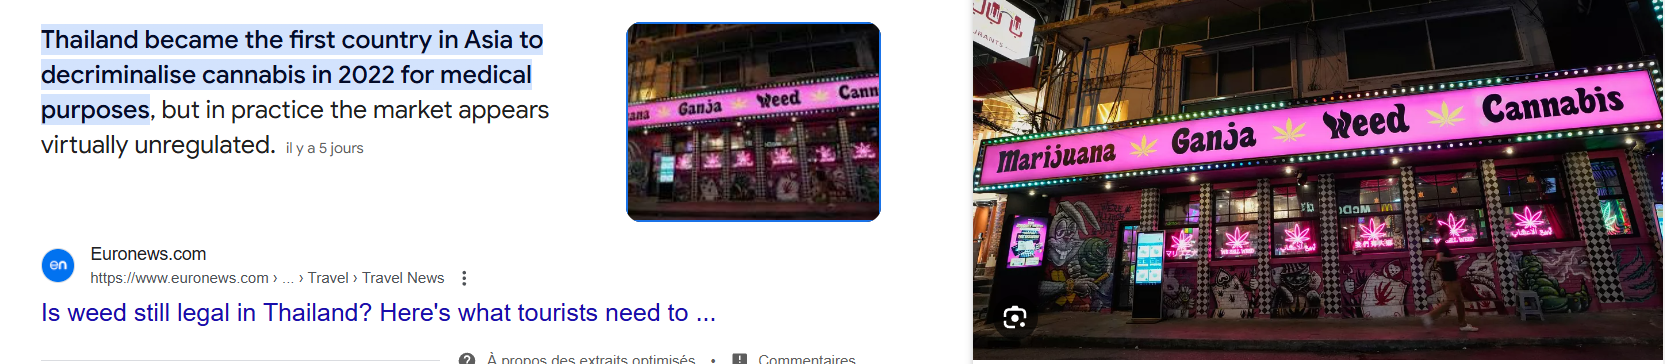 Thailand became the first country in Asia to
decriminalise cannabis in 2022 for medical
purposes, but in practice the market appears
virtually unregulated. il y a 5 jours
Ganja Weed Cann
en
Euronews.com
https://www.euronews.com › ... › Travel › Travel News
Is weed still legal in Thailand? Here's what tourists need to ...
À propos des extraits optimisés • Commentaires
Marijuana Ganja Weed Cannabis